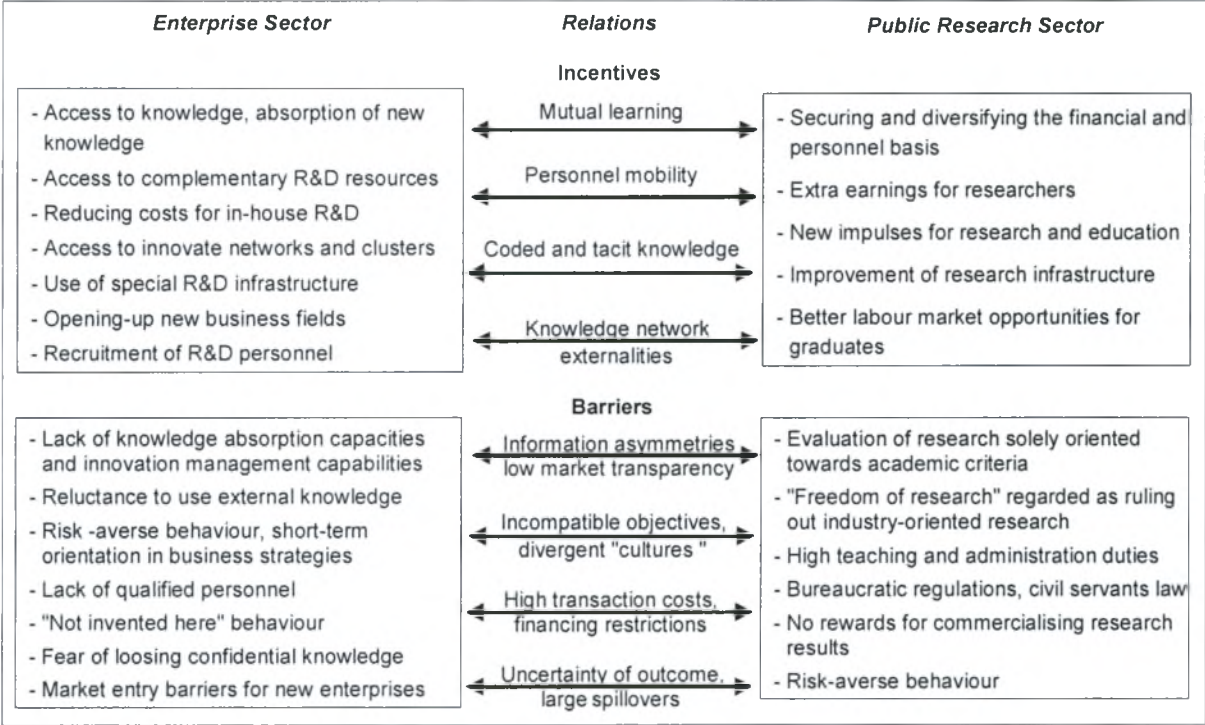 Enterprise Sector
Relations
Public Research Sector
Incentives
- Access to knowledge, absorption of new
knowledge
- Access to complementary R&D resources
- Reducing costs for in-house R&D
- Access to innovate networks and clusters
- Use of special R&D infrastructure
- Opening-up new business fields
- Recruitment of R&D personnel
Mutual learning
Personnel mobility
Coded and tacit knowledge
Knowledge network
externalities
- Securing and diversifying the financial and
personnel basis
- Extra earnings for researchers
- New impulses for research and education
- Improvement of research infrastructure
- Better labour market opportunities for
graduates
Barriers
- Lack of knowledge absorption capacities
and innovation management capabilities
- Reluctance to use external knowledge
- Risk -averse behaviour, short-term
orientation in business strategies
- Lack of qualified personnel
- "Not invented here" behaviour
- Fear of loosing confidential knowledge
- Market entry barriers for new enterprises
Information asymmetries
low market transparency
Incompatible objectives,
divergent "cultures "
High transaction costs,
financing restrictions
Uncertainty of outcome,
large spillovers
- Evaluation of research solely oriented
towards academic criteria
- "Freedom of research" regarded as ruling
out industry-oriented research
- High teaching and administration duties
- Bureaucratic regulations, civil servants law
- No rewards for commercialising research
results
- Risk-averse behaviour